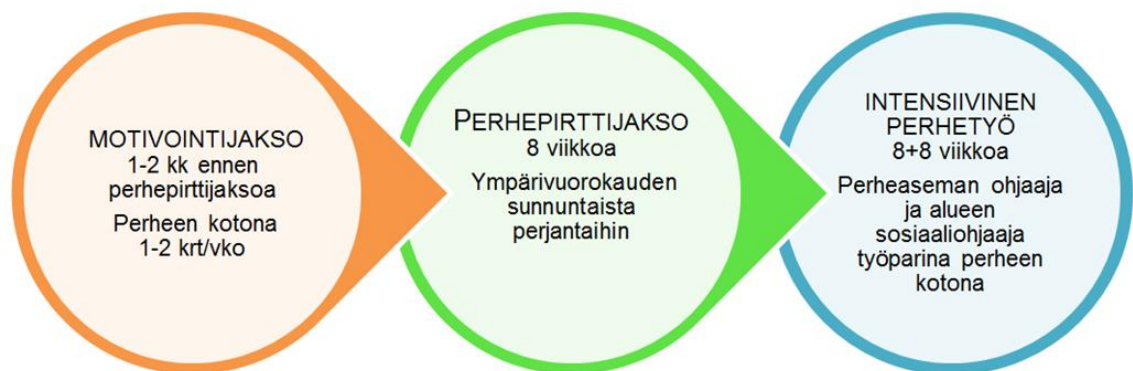 MOTIVOINTIJAKSO
1-2 kk ennen
perhepirttijaksoa
Perheen kotona
1-2 krt/vko
PERHEPIRTTIJAKSO
8 viikkoa
Ympärivuorokauden
sunnuntaista
perjantaihin
INTENSIIVINEN
PERHETYÖ
8+8 viikkoa
Perheaseman ohjaaja
ja alueen
sosiaaliohjaaja
työparina perheen
kotona